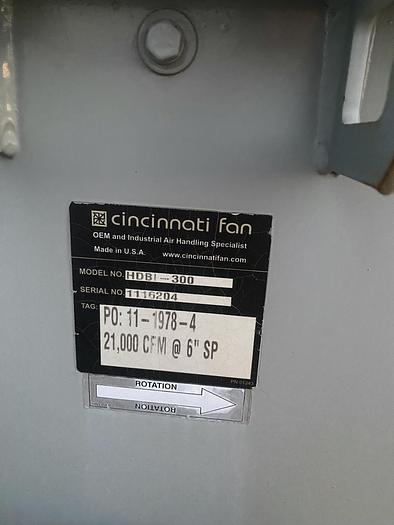 cincinnati fan
OEM and Industrial Air Handling Specialist
Made in U.S.A. www.cincinnatifan.com
MODEL NO. HDBI-300
SERIAL NO. 1116204
TAG:
PO: 11-1978-4
21,000 CFM @ 6" SP
ROTATION
ROTATION